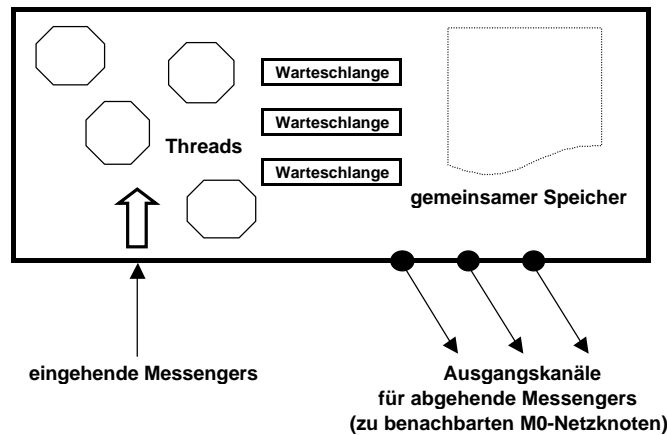 Warteschlange
Warteschlange
Threads
Warteschlange
gemeinsamer Speicher
eingehende Messengers
Ausgangskanäle
für abgehende Messengers
(zu benachbarten M0-Netzknoten)